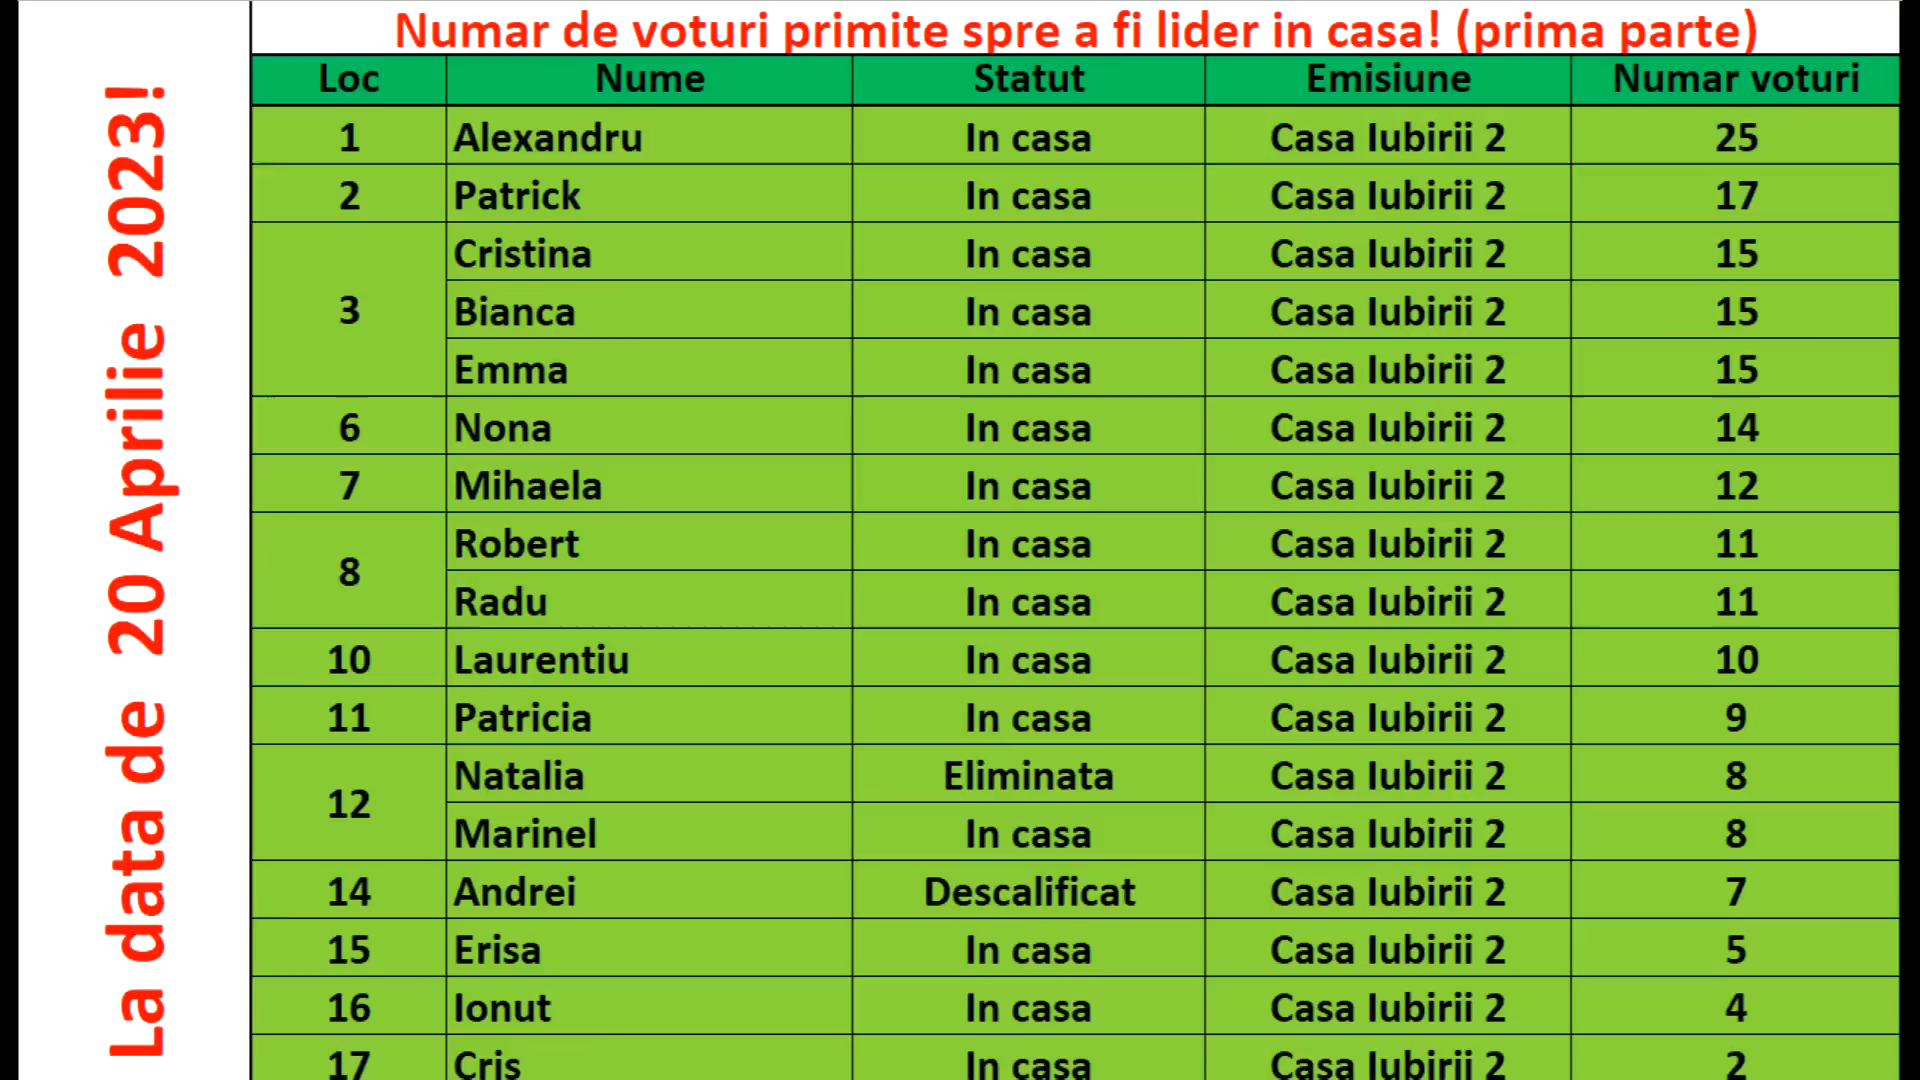 La data de 20 Aprilie 2023!
Numar de voturi primite spre a fi lider in casa! (prima parte)
Loc Nume Statut Emisiune Numar voturi
1 Alexandru In casa Casa Iubirii 2 25
2 Patrick In casa Casa Iubirii 2 17
3 Cristina In casa Casa Iubirii 2 15
Bianca In casa Casa Iubirii 2 15
Emma In casa Casa Iubirii 2 15
6 Nona In casa Casa Iubirii 2 14
7 Mihaela In casa Casa Iubirii 2 12
8 Robert In casa Casa Iubirii 2 11
Radu In casa Casa Iubirii 2 11
10 Laurentiu In casa Casa Iubirii 2 10
11 Patricia In casa Casa Iubirii 2 9
12 Natalia Eliminata Casa Iubirii 2 8
Marinel In casa Casa Iubirii 2 8
14 Andrei Descalificat Casa Iubirii 2 7
15 Erisa In casa Casa Iubirii 2 5
16 Ionut In casa Casa Iubirii 2 4
17 Cris In casa Casa Iubirii 2 2